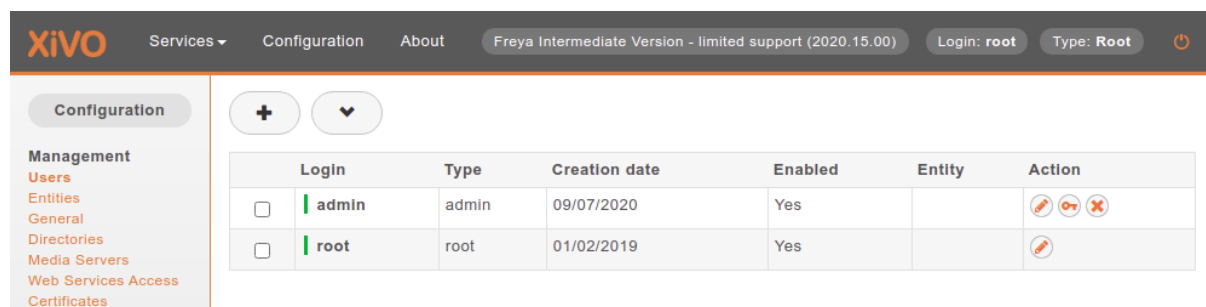 XiVO Services Configuration About Freya Intermediate Version - limited support (2020.15.00) Login: root Type: Root
Configuration
Management
Users
Entities
General
Directories
Media Servers
Web Services Access
Certificates
Login Type Creation date Enabled Entity Action
admin admin 09/07/2020 Yes
root root 01/02/2019 Yes